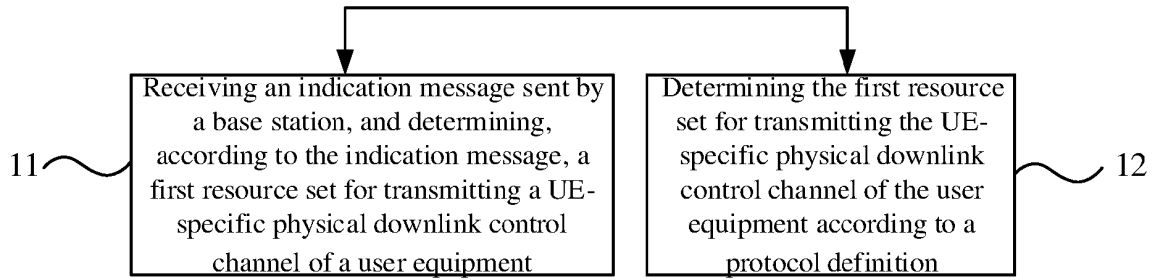 11
Receiving an indication message sent by
a base station, and determining,
according to the indication message, a
first resource set for transmitting a UE-
specific physical downlink control
channel of a user equipment
Determining the first resource
set for transmitting the UE-
specific physical downlink
control channel of the user
equipment according to a
protocol definition
12